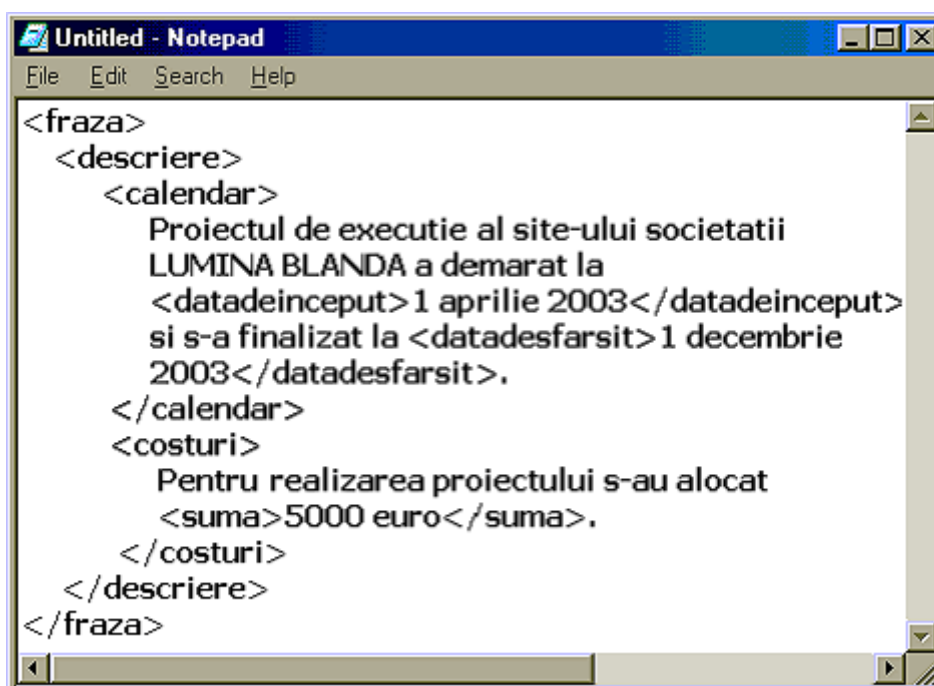 Untitled - Notepad
File Edit Search Help
<fraza>
<descriere>
<calendar>
Proiectul de executie al site-ului societatii
LUMINA BLANDA a demarat la
<datadeinceput>1 aprilie 2003</datadeinceput>
si s-a finalizat la <datadesfarsit>1 decembrie
2003</datadesfarsit>.
</calendar>
<costuri>
Pentru realizarea proiectului s-au alocat
<suma>5000 euro</suma>.
</costuri>
</descriere>
</fraza>